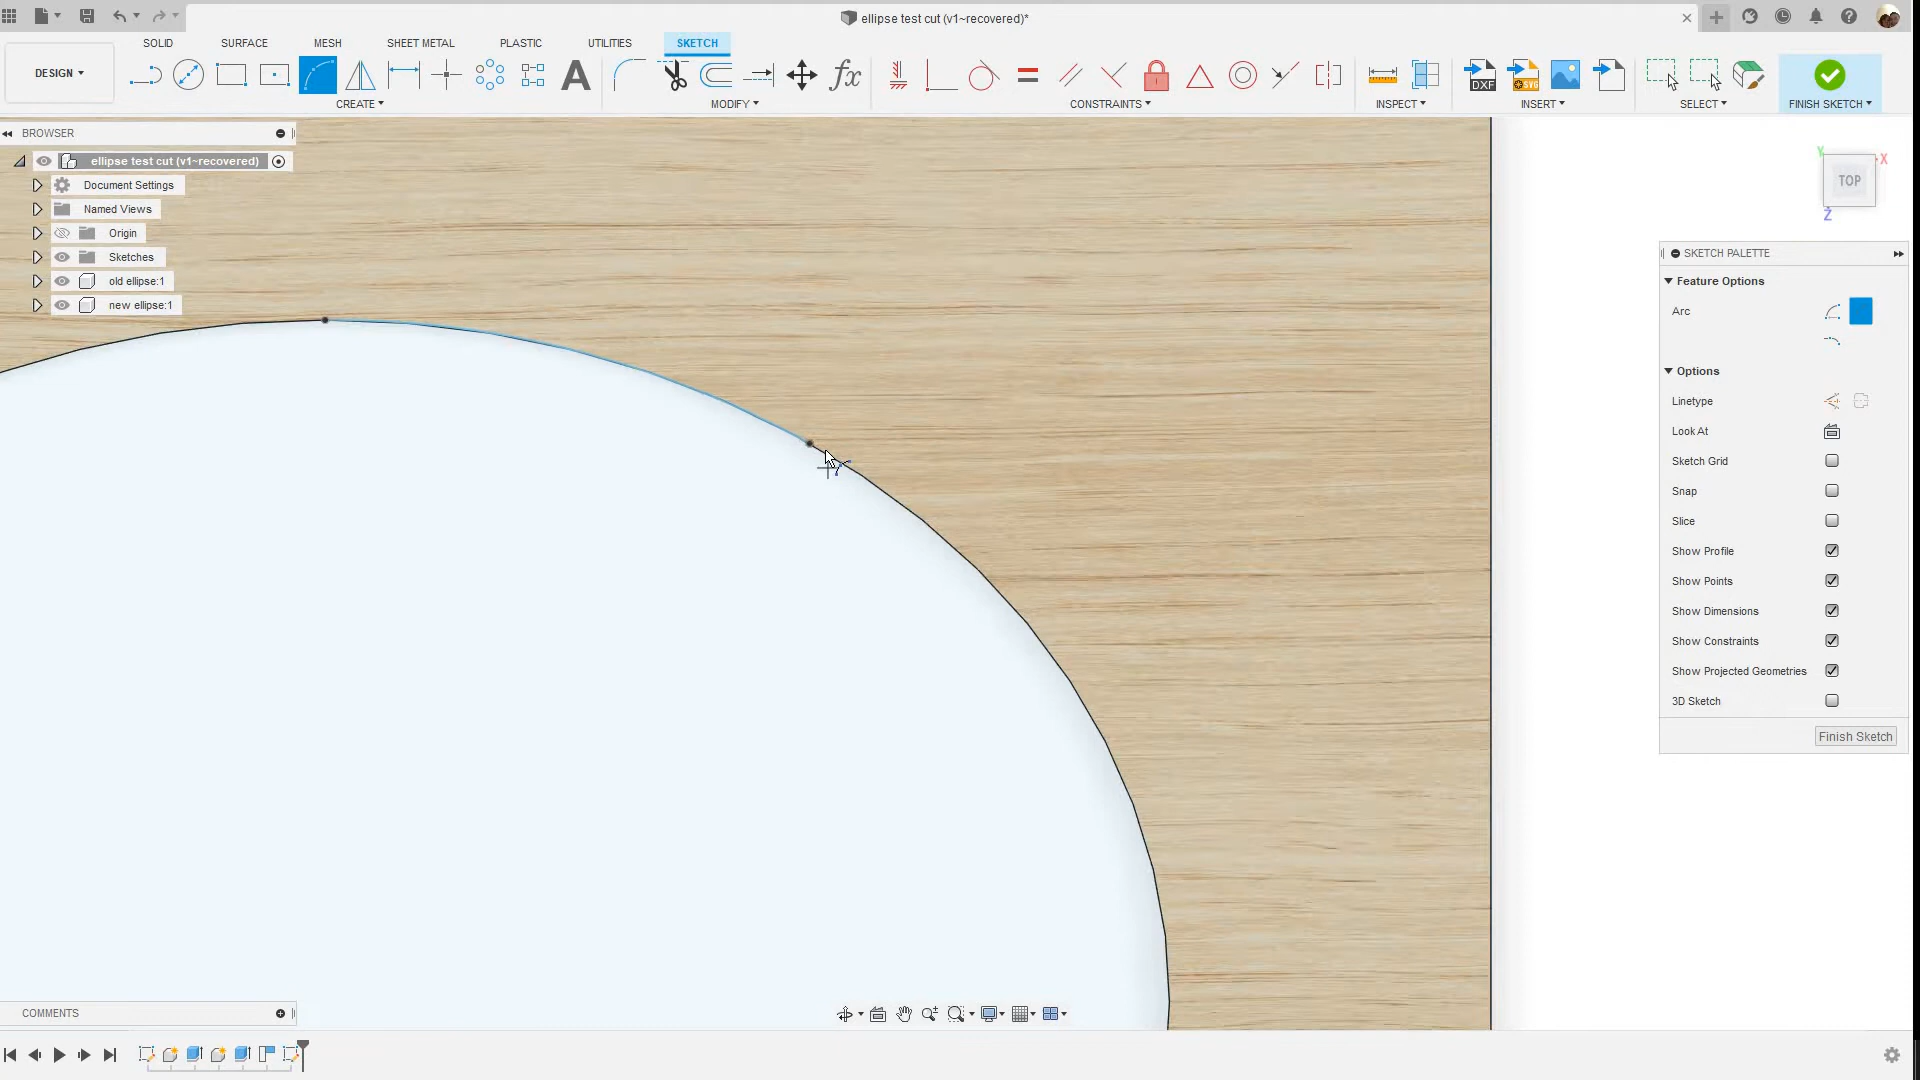 ellipse test cut (v1~recovered)*
SOLID SURFACE MESH SHEET METAL PLASTIC UTILITIES SKETCH
DESIGN
CREATE MODIFY CONSTRAINTS INSPECT INSERT SELECT FINISH SKETCH
fx
DXF
SVG
BROWSER
ellipse test cut (v1~recovered)
Document Settings
Named Views
Origin
Sketches
old ellipse:1
new ellipse:1
Y
X
TOP
Z
SKETCH PALETTE
Feature Options
Arc
Options
Linetype
Look At
Sketch Grid
Snap
Slice
Show Profile
Show Points
Show Dimensions
Show Constraints
Show Projected Geometries
3D Sketch
Finish Sketch
COMMENTS